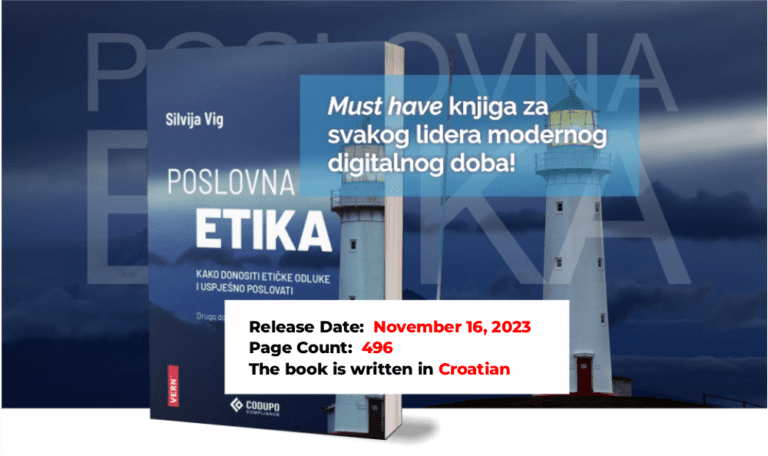 POSLOVNA
Silvija Vig
POSLOVNA
ETIKA
KAKO DONOSITI ETIČKE ODLUKE
I USPJEŠNO POSLOVATI
VERN'
CODUPO
COMPLIANCE
Must have knjiga za
svakog lidera modernog
digitalnog doba!
Release Date: November 16, 2023
Page Count: 496
The book is written in Croatian